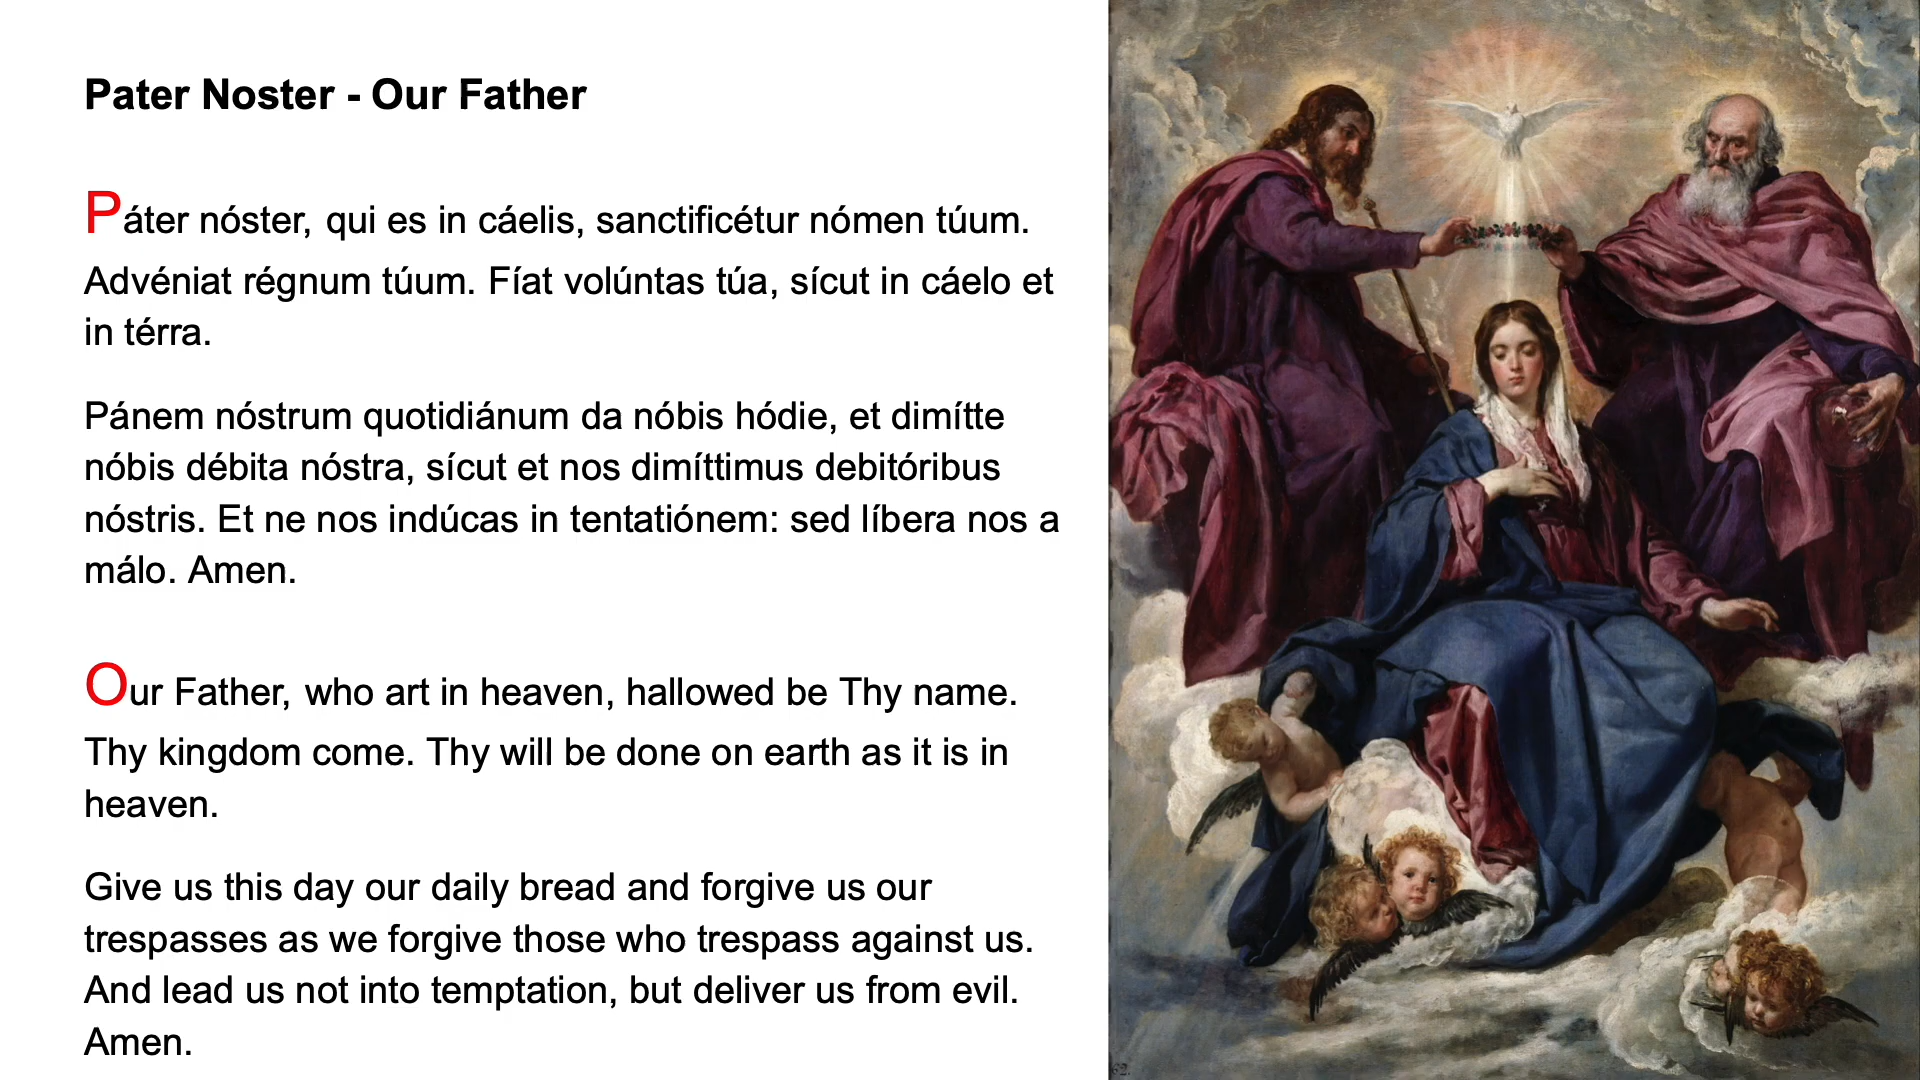 Pater Noster - Our Father
Páter nóster, qui es in cáelis, sanctificétur nómen túum.
Advéniat régnum túum. Fíat volúntas túa, sícut in cáelo et
in térra.
Pánem nóstrum quotidiánum da nóbis hódie, et dimítte
nóbis débita nóstra, sícut et nos dimíttimus debitóribus
nóstris. Et ne nos indúcas in tentatiónem: sed líbera nos a
málo. Amen.
Our Father, who art in heaven, hallowed be Thy name.
Thy kingdom come. Thy will be done on earth as it is in
heaven.
Give us this day our daily bread and forgive us our
trespasses as we forgive those who trespass against us.
And lead us not into temptation, but deliver us from evil.
Amen.
62.